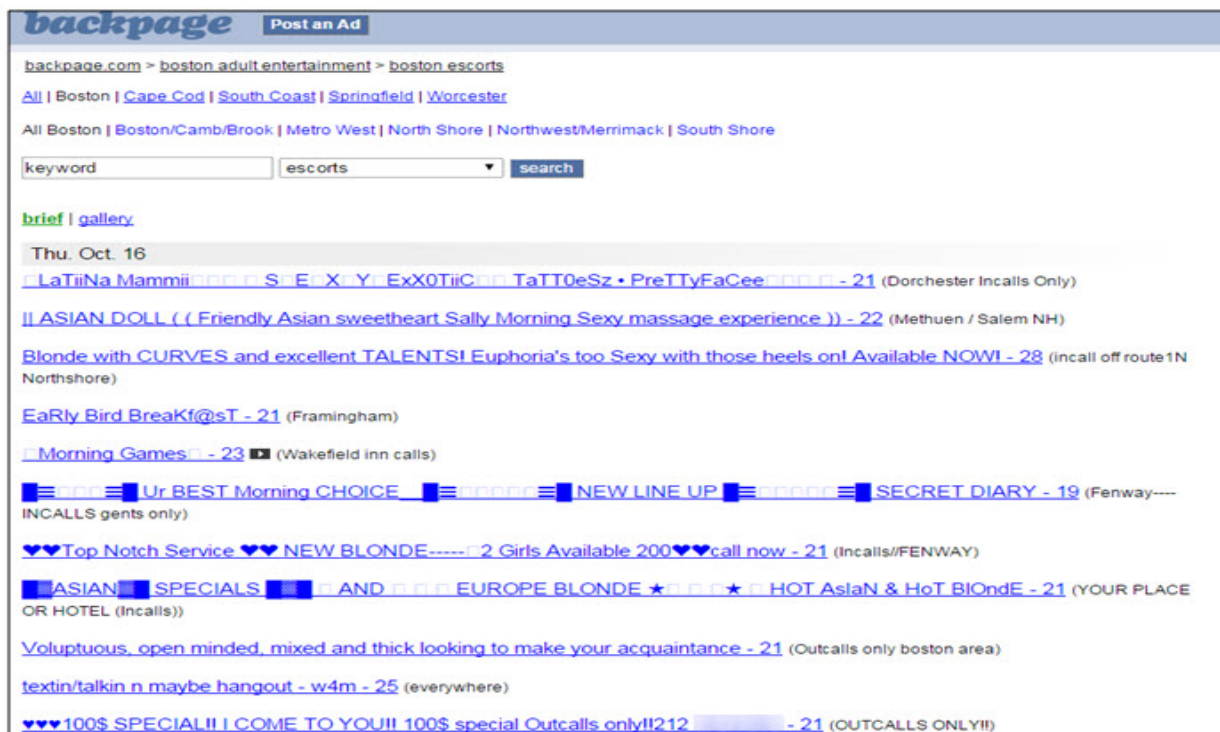 backpage Post an Ad
backpage.com > boston adult entertainment > boston escorts
All | Boston | Cape Cod | South Coast | Springfield | Worcester
All Boston | Boston/Camb/Brook | Metro West | North Shore | Northwest/Merrimack | South Shore
keyword escorts ▼ search
brief | gallery
Thu. Oct. 16
□LaTiiNa Mammii□□□ □ S□E□X□Y□ExX0TiiC□□ TaTT0eSz • PreTTyFaCee□□□ □ - 21 (Dorchester Incalls Only)
|| ASIAN DOLL ( ( Friendly Asian sweetheart Sally Morning Sexy massage experience )) - 22 (Methuen / Salem NH)
Blonde with CURVES and excellent TALENTS! Euphoria's too Sexy with those heels on! Available NOW! - 28 (incall off route1N
Northshore)
EaRly Bird BreaKf@sT - 21 (Framingham)
□Morning Games□ - 23 (Wakefield inn calls)
█≡□□□≡█ Ur BEST Morning CHOICE__█≡□□□□□≡█ NEW LINE UP █≡□□□□□≡█ SECRET DIARY - 19 (Fenway----
INCALLS gents only)
♥♥Top Notch Service ♥♥ NEW BLONDE-----□2 Girls Available 200♥♥call now - 21 (Incalls//FENWAY)
█▓ASIAN▓█ SPECIALS █▓█ □ AND □ □ □ EUROPE BLONDE ★□ □ □★ □ HOT AsIaN & HoT BlOndE - 21 (YOUR PLACE
OR HOTEL (Incalls))
Voluptuous, open minded, mixed and thick looking to make your acquaintance - 21 (Outcalls only boston area)
textin/talkin n maybe hangout - w4m - 25 (everywhere)
♥♥♥100$ SPECIAL!! I COME TO YOU!! 100$ special Outcalls only!!212 - 21 (OUTCALLS ONLY!!)